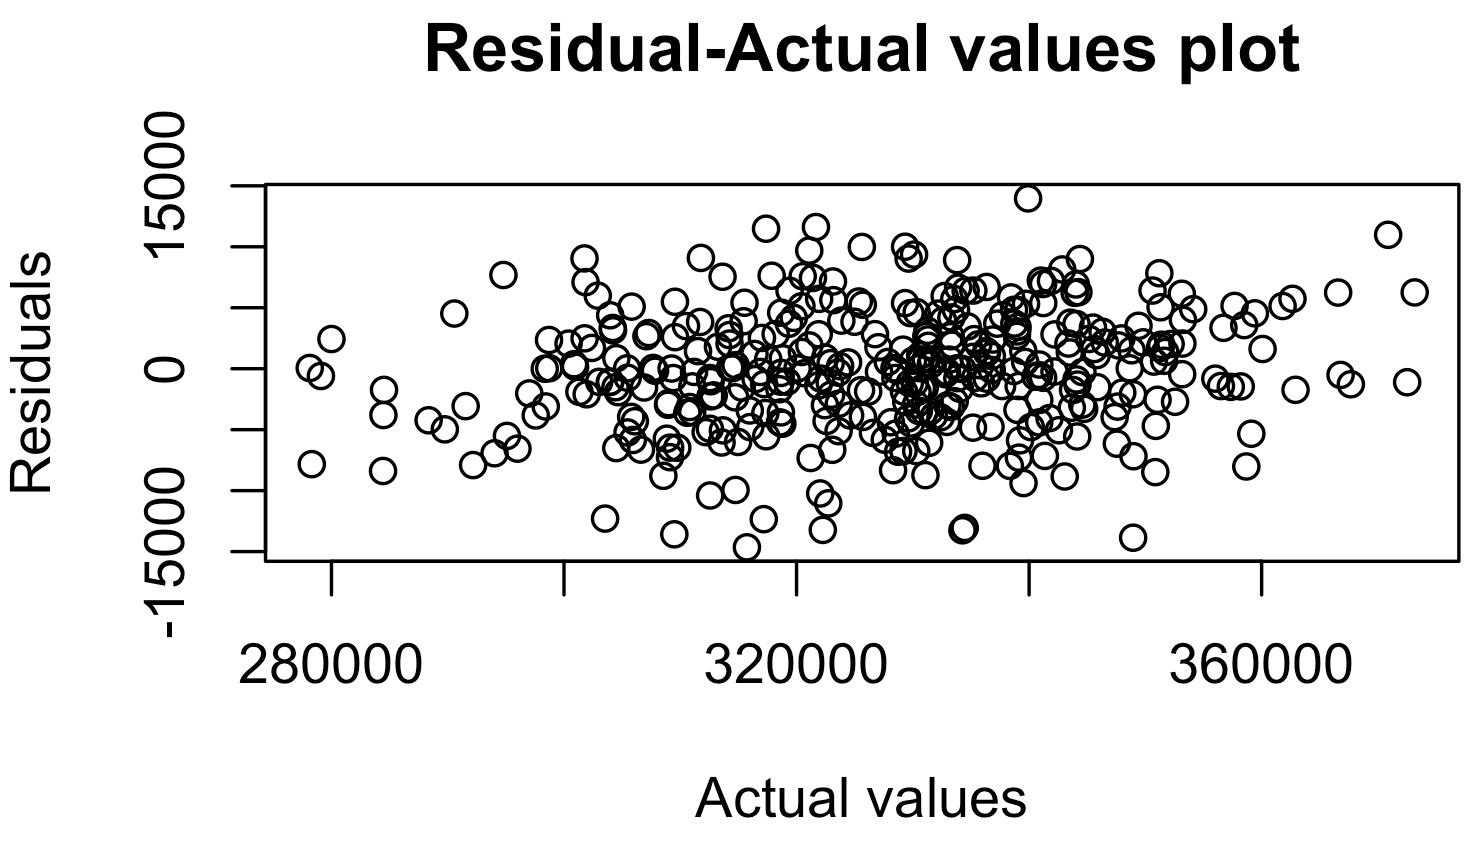 Residual-Actual values plot
Residuals
15000
0
-15000
280000 320000 360000
Actual values